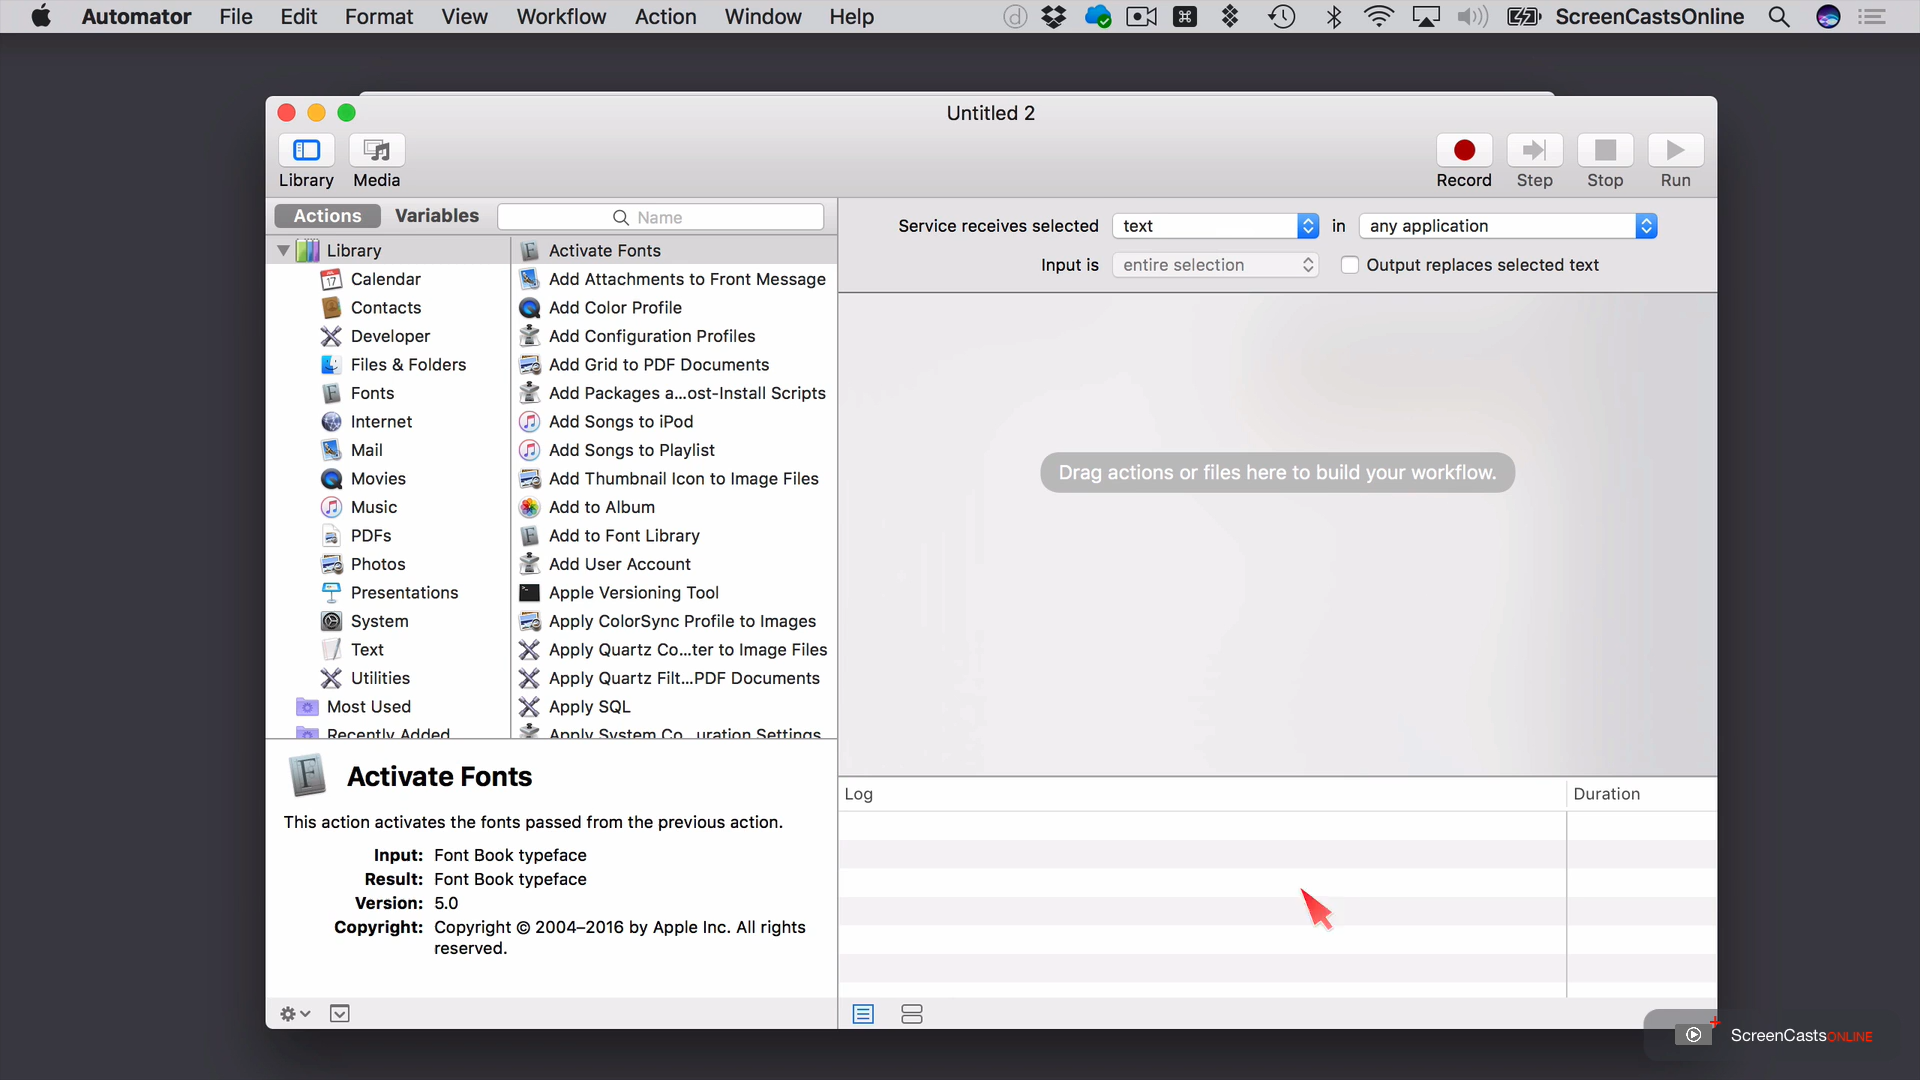 Automator File Edit Format View Workflow Action Window Help ScreenCastsOnline
Untitled 2
Library Media Record Step Stop Run
Actions Variables Name
Service receives selected text in any application
Input is entire selection Output replaces selected text
Library
Calendar
Contacts
Developer
Files & Folders
Fonts
Internet
Mail
Movies
Music
PDFs
Photos
Presentations
System
Text
Utilities
Most Used
Recently Added
Activate Fonts
Add Attachments to Front Message
Add Color Profile
Add Configuration Profiles
Add Grid to PDF Documents
Add Packages a...ost-Install Scripts
Add Songs to iPod
Add Songs to Playlist
Add Thumbnail Icon to Image Files
Add to Album
Add to Font Library
Add User Account
Apple Versioning Tool
Apply ColorSync Profile to Images
Apply Quartz Co...ter to Image Files
Apply Quartz Filt...PDF Documents
Apply SQL
Apply System Co...uration Settings
Drag actions or files here to build your workflow.
Activate Fonts
This action activates the fonts passed from the previous action.
Input: Font Book typeface
Result: Font Book typeface
Version: 5.0
Copyright: Copyright © 2004–2016 by Apple Inc. All rights
reserved.
Log Duration
ScreenCastsONLINE